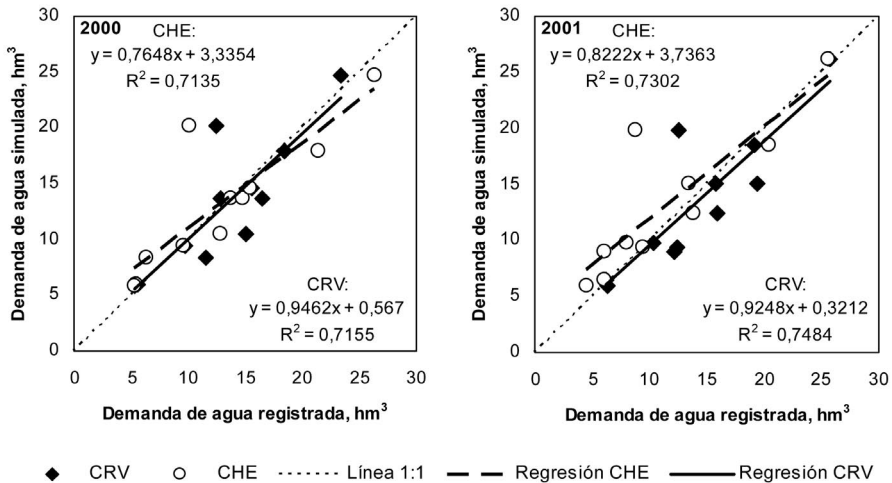 2000
CHE:
y = 0,7648x + 3,3354
R² = 0,7135
CRV:
y = 0,9462x + 0,567
R² = 0,7155
30
25
20
15
10
5
0
0 5 10 15 20 25 30
Demanda de agua simulada, hm³
Demanda de agua registrada, hm³
2001
CHE:
y = 0,8222x + 3,7363
R² = 0,7302
CRV:
y = 0,9248x + 0,3212
R² = 0,7484
30
25
20
15
10
5
0
0 5 10 15 20 25 30
Demanda de agua simulada, hm³
Demanda de agua registrada, hm³
CRV CHE Línea 1:1 Regresión CHE Regresión CRV